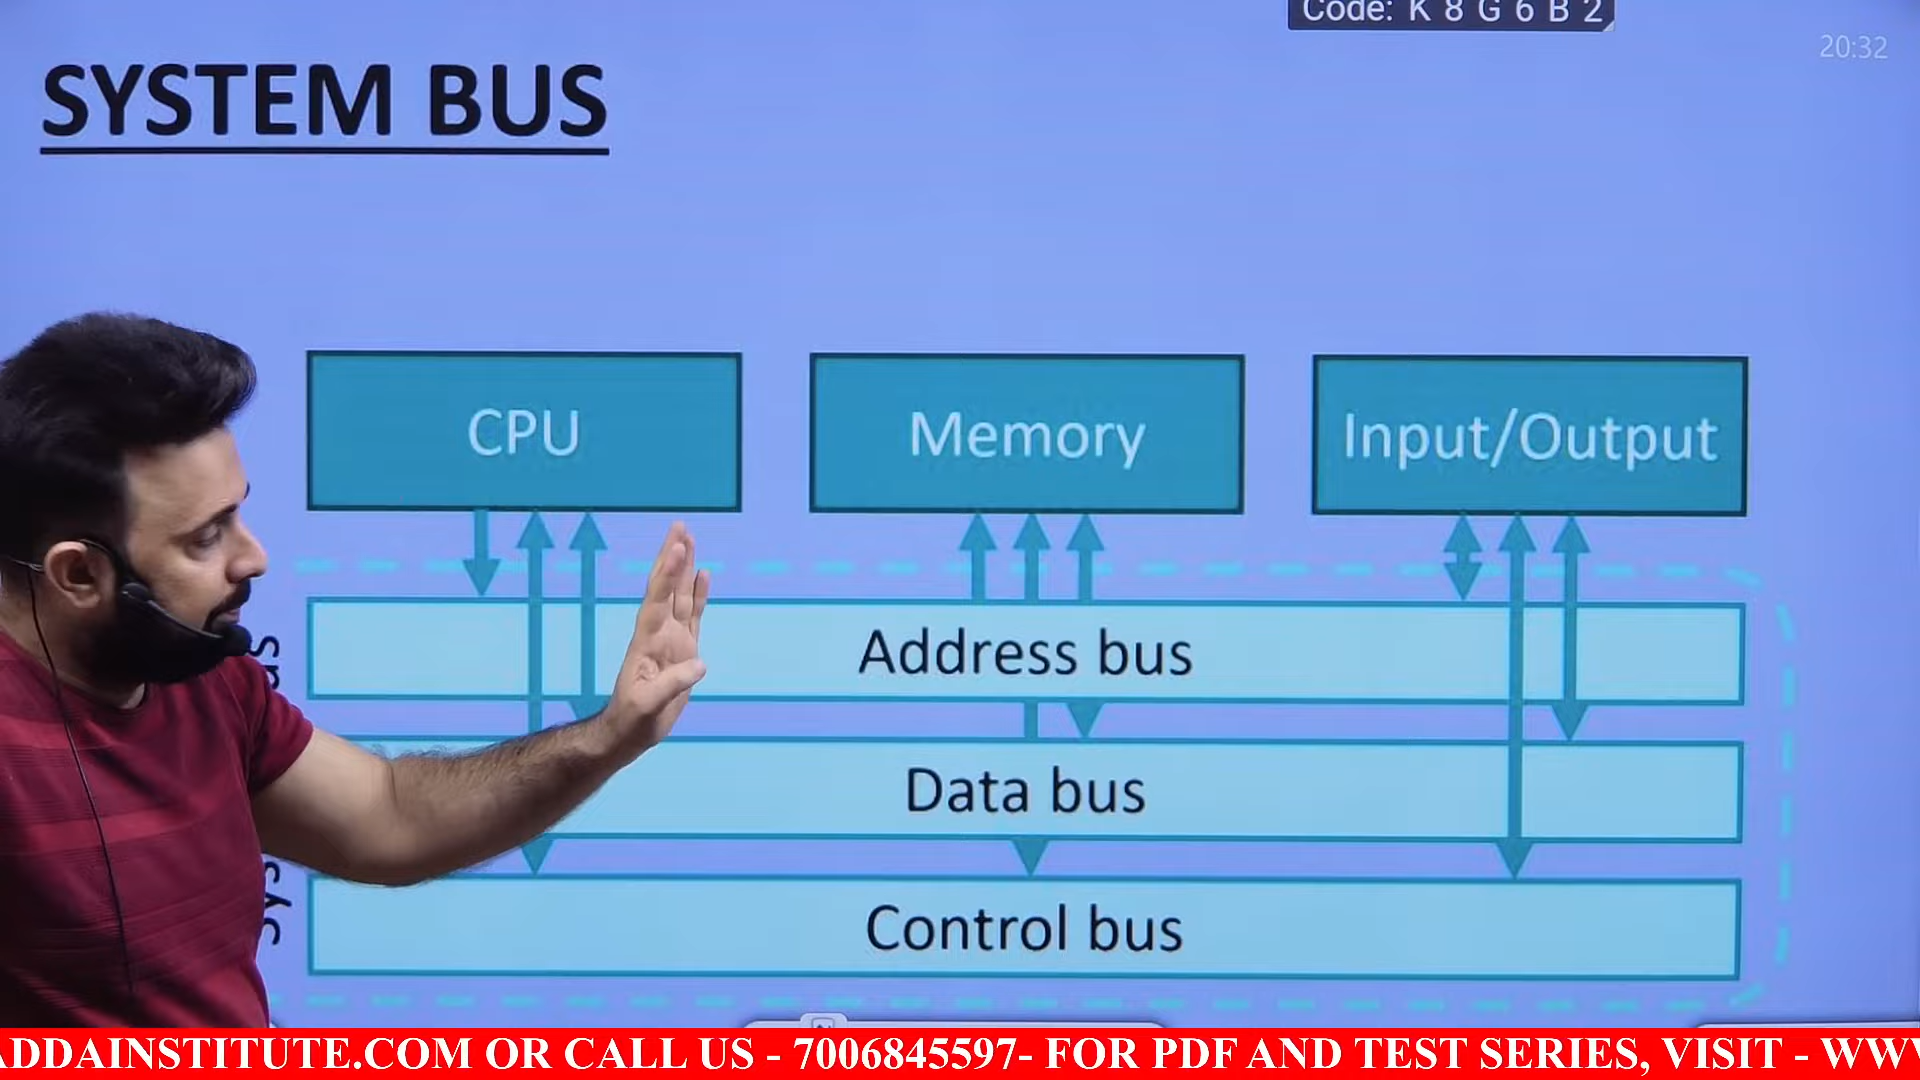 Code: K 8 G 6 B 2
20:32
SYSTEM BUS
CPU
Memory
Input/Output
Address bus
Data bus
Control bus
ADDAINSTITUTE.COM OR CALL US - 7006845597- FOR PDF AND TEST SERIES, VISIT - WW